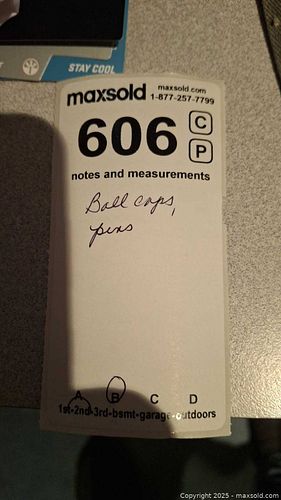 STAY COOL
maxsold
maxsold.com
1-877-257-7799
606
C
P
notes and measurements
Ball caps,
pins
A B C D
1st-2nd-3rd-bsmt-garage-outdoors
Copyright © 2025 - maxsold.com